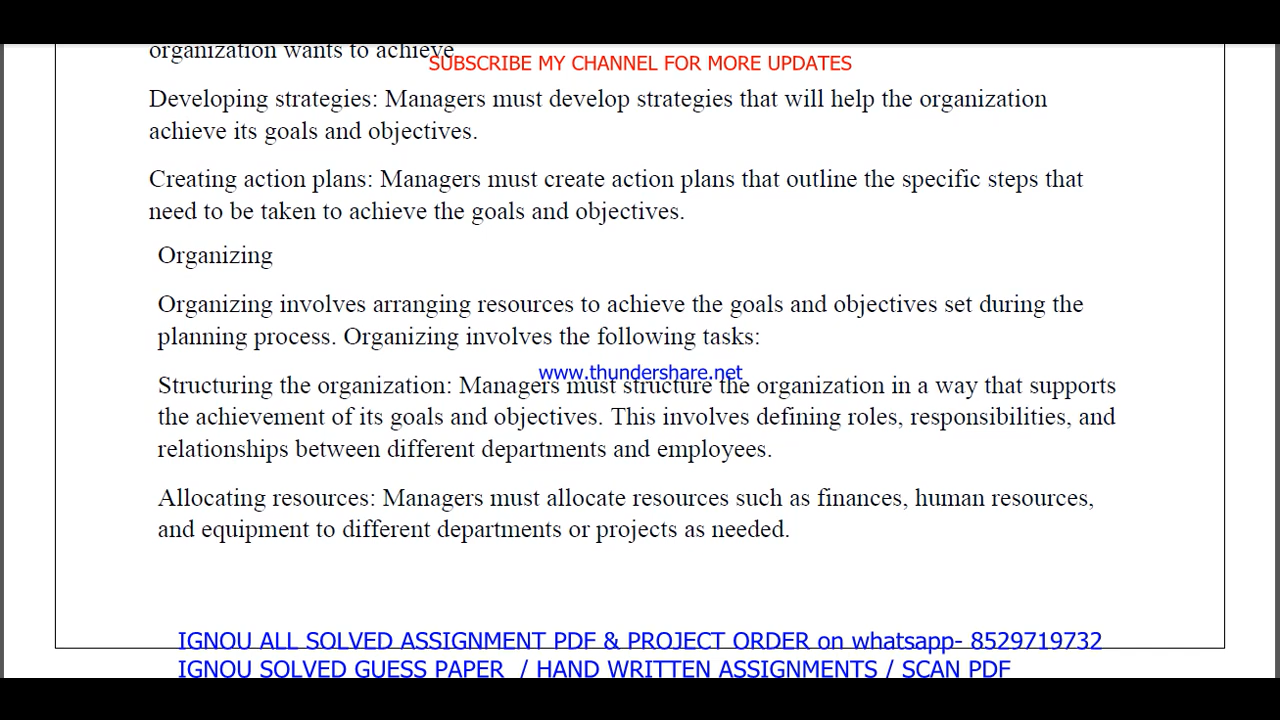 organization wants to achieve
SUBSCRIBE MY CHANNEL FOR MORE UPDATES
Developing strategies: Managers must develop strategies that will help the organization
achieve its goals and objectives.
Creating action plans: Managers must create action plans that outline the specific steps that
need to be taken to achieve the goals and objectives.
Organizing
Organizing involves arranging resources to achieve the goals and objectives set during the
planning process. Organizing involves the following tasks:
www.thundershare.net
Structuring the organization: Managers must structure the organization in a way that supports
the achievement of its goals and objectives. This involves defining roles, responsibilities, and
relationships between different departments and employees.
Allocating resources: Managers must allocate resources such as finances, human resources,
and equipment to different departments or projects as needed.
IGNOU ALL SOLVED ASSIGNMENT PDF & PROJECT ORDER on whatsapp- 8529719732
IGNOU SOLVED GUESS PAPER / HAND WRITTEN ASSIGNMENTS / SCAN PDF